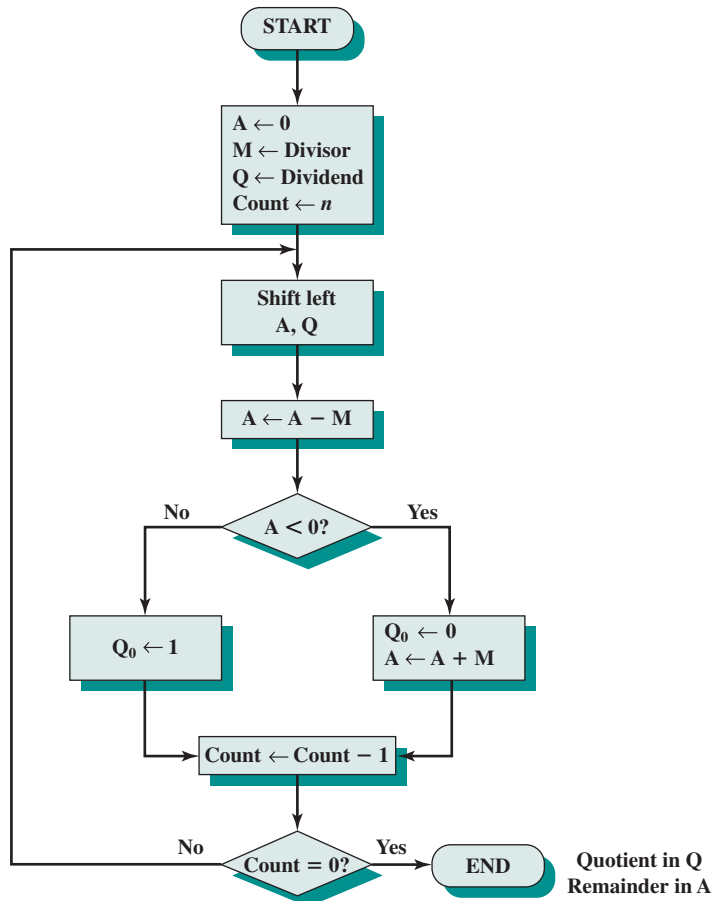 START
A ← 0
M ← Divisor
Q ← Dividend
Count ← n
Shift left
A, Q
A ← A − M
No
A < 0?
Yes
Q₀ ← 1
Q₀ ← 0
A ← A + M
Count ← Count − 1
No
Count = 0?
Yes
END
Quotient in Q
Remainder in A